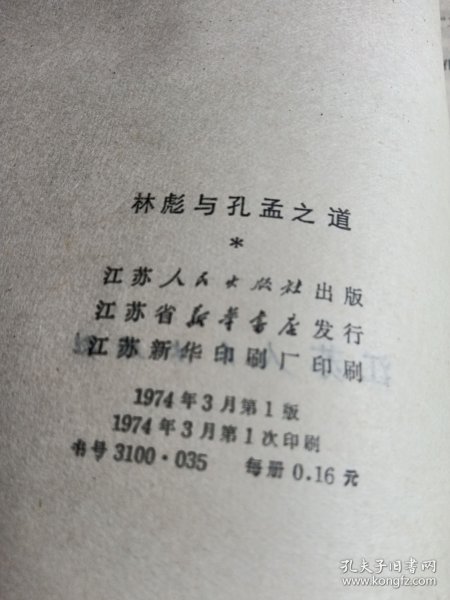 林彪与孔孟之道
*
江苏人民出版社出版
江苏省新华书店发行
江苏新华印刷厂印刷
1974年3月第1版
1974年3月第1次印刷
书号3100·035 每册0.16元
孔夫子旧书网
www.kongfz.com